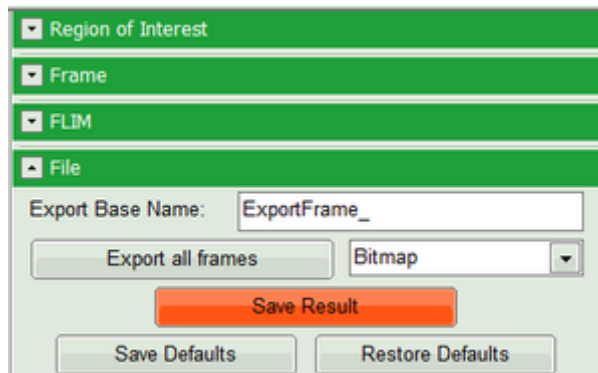 Region of Interest
Frame
FLIM
File
Export Base Name: ExportFrame_
Export all frames Bitmap
Save Result
Save Defaults Restore Defaults